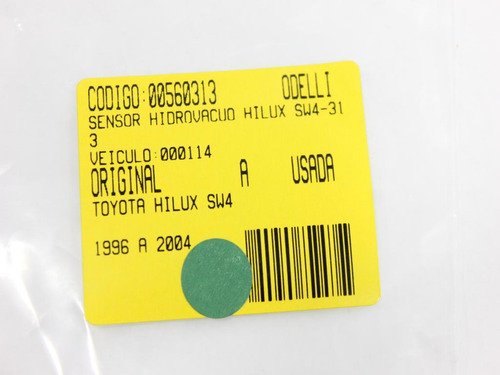 CODIGO:00560313 ODELLI
SENSOR HIDROVACUO HILUX SW4-31
3
VEICULO:000114
ORIGINAL A USADA
TOYOTA HILUX SW4
1996 A 2004